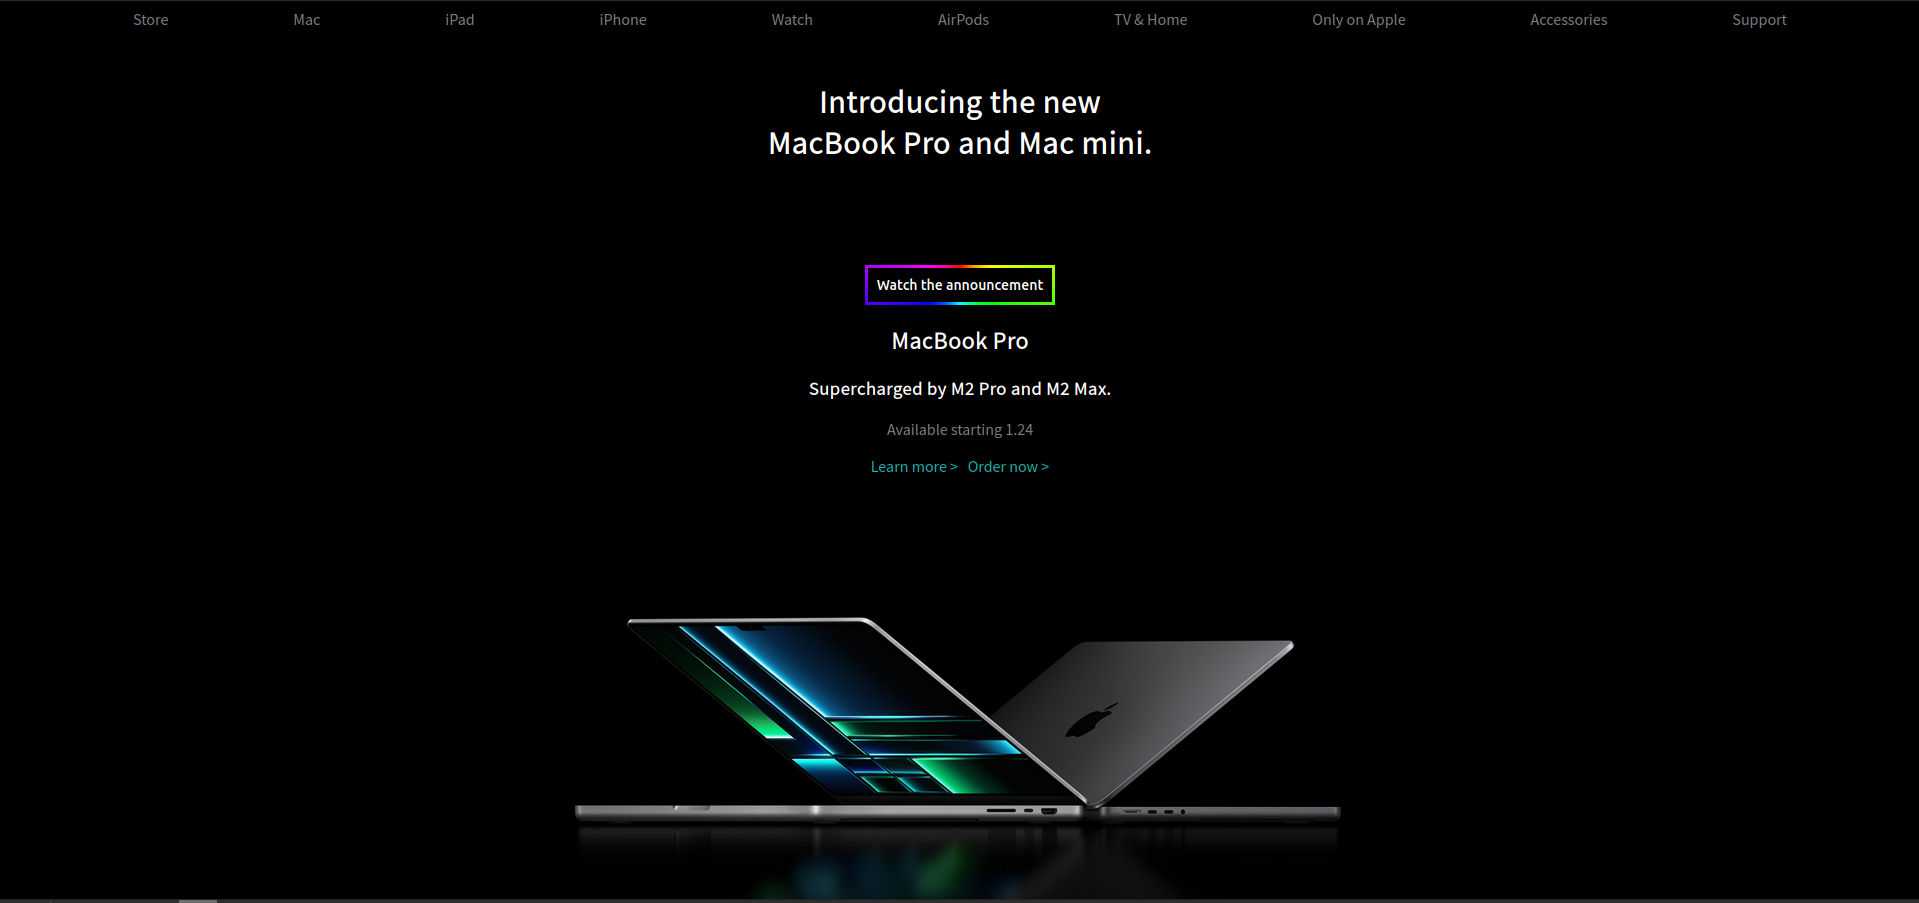 Store Mac iPad iPhone Watch AirPods TV & Home Only on Apple Accessories Support
Introducing the new
MacBook Pro and Mac mini.
Watch the announcement
MacBook Pro
Supercharged by M2 Pro and M2 Max.
Available starting 1.24
Learn more > Order now >